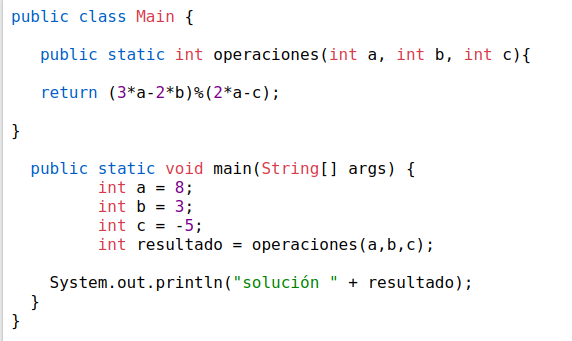 public class Main {
public static int operaciones(int a, int b, int c){
return (3*a-2*b)%(2*a-c);
}
public static void main(String[] args) {
int a = 8;
int b = 3;
int c = -5;
int resultado = operaciones(a,b,c);
System.out.println("solución " + resultado);
}
}